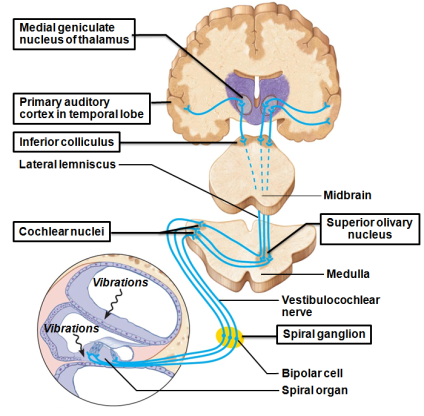 Medial geniculate
nucleus of thalamus
Primary auditory
cortex in temporal lobe
Inferior colliculus
Lateral lemniscus
Midbrain
Cochlear nuclei
Superior olivary
nucleus
Medulla
Vibrations
Vibrations
Vestibulocochlear
nerve
Spiral ganglion
Bipolar cell
Spiral organ